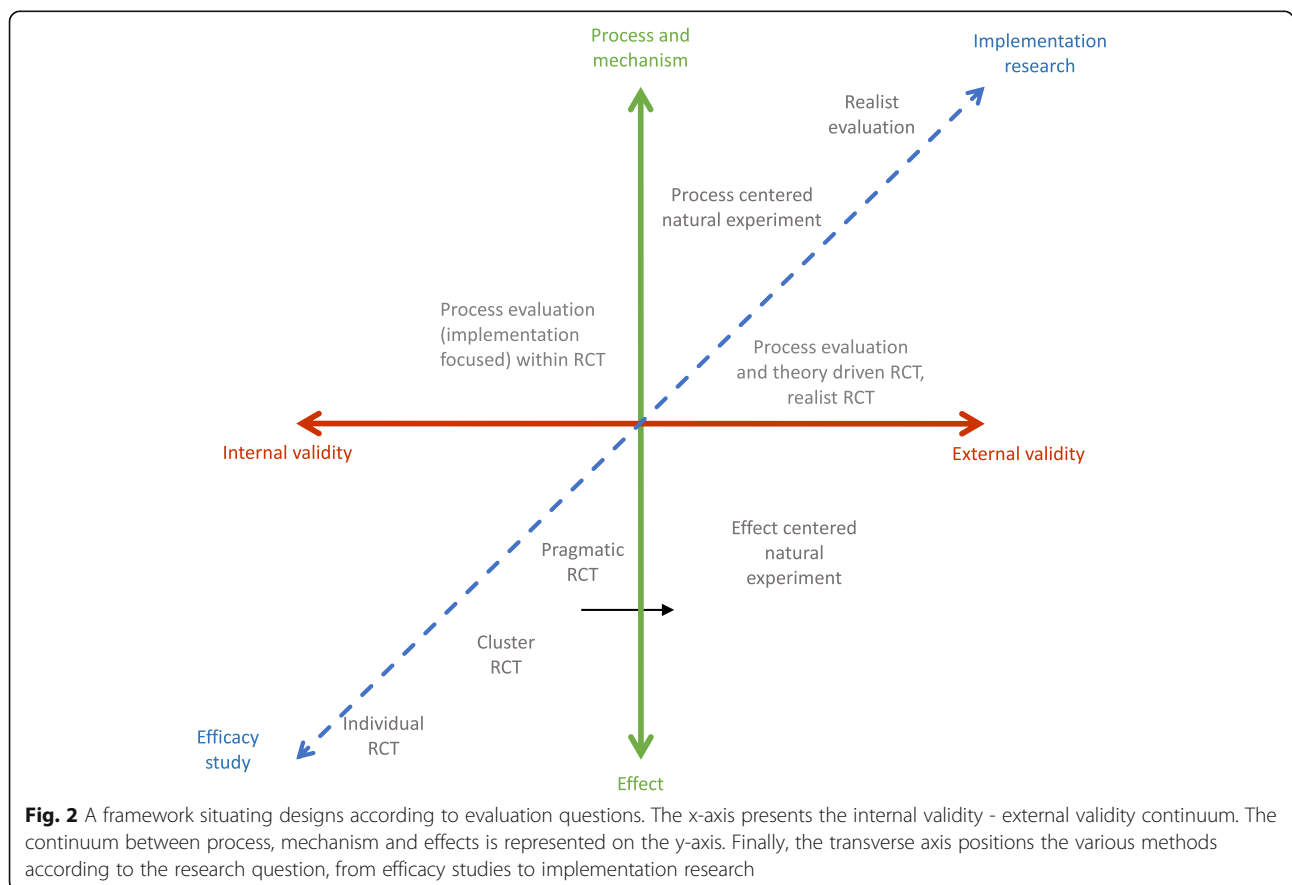 Process and
mechanism
Implementation
research
Realist
evaluation
Process centered
natural experiment
Process evaluation
(implementation
focused) within RCT
Process evaluation
and theory driven RCT,
realist RCT
Internal validity
External validity
Pragmatic
RCT
Effect centered
natural
experiment
Cluster
RCT
Individual
RCT
Efficacy
study
Effect
Fig. 2 A framework situating designs according to evaluation questions. The x-axis presents the internal validity - external validity continuum. The
continuum between process, mechanism and effects is represented on the y-axis. Finally, the transverse axis positions the various methods
according to the research question, from efficacy studies to implementation research